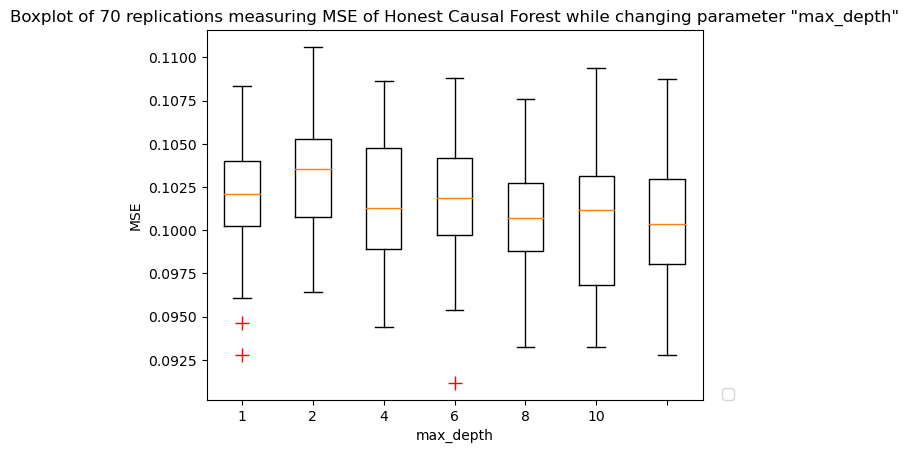 Boxplot of 70 replications measuring MSE of Honest Causal Forest while changing parameter "max_depth"
0.1100
0.1075
0.1050
0.1025
0.1000
0.0975
0.0950
0.0925
MSE
1 2 4 6 8 10
max_depth